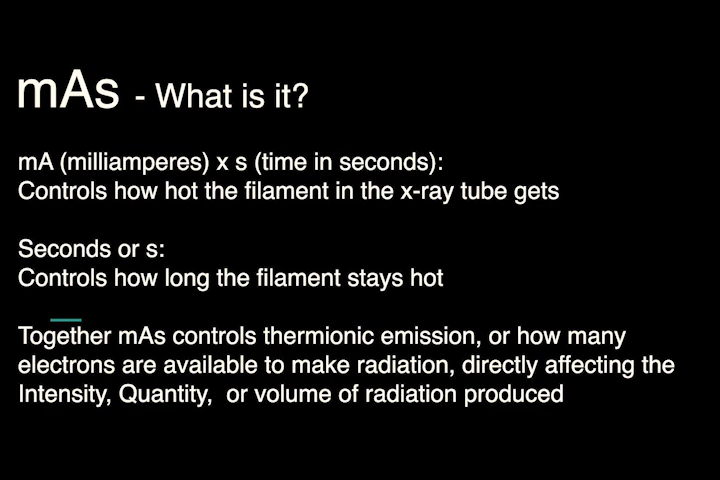 mAs - What is it?
mA (milliamperes) x s (time in seconds):
Controls how hot the filament in the x-ray tube gets
Seconds or s:
Controls how long the filament stays hot
Together mAs controls thermionic emission, or how many
electrons are available to make radiation, directly affecting the
Intensity, Quantity,  or volume of radiation produced